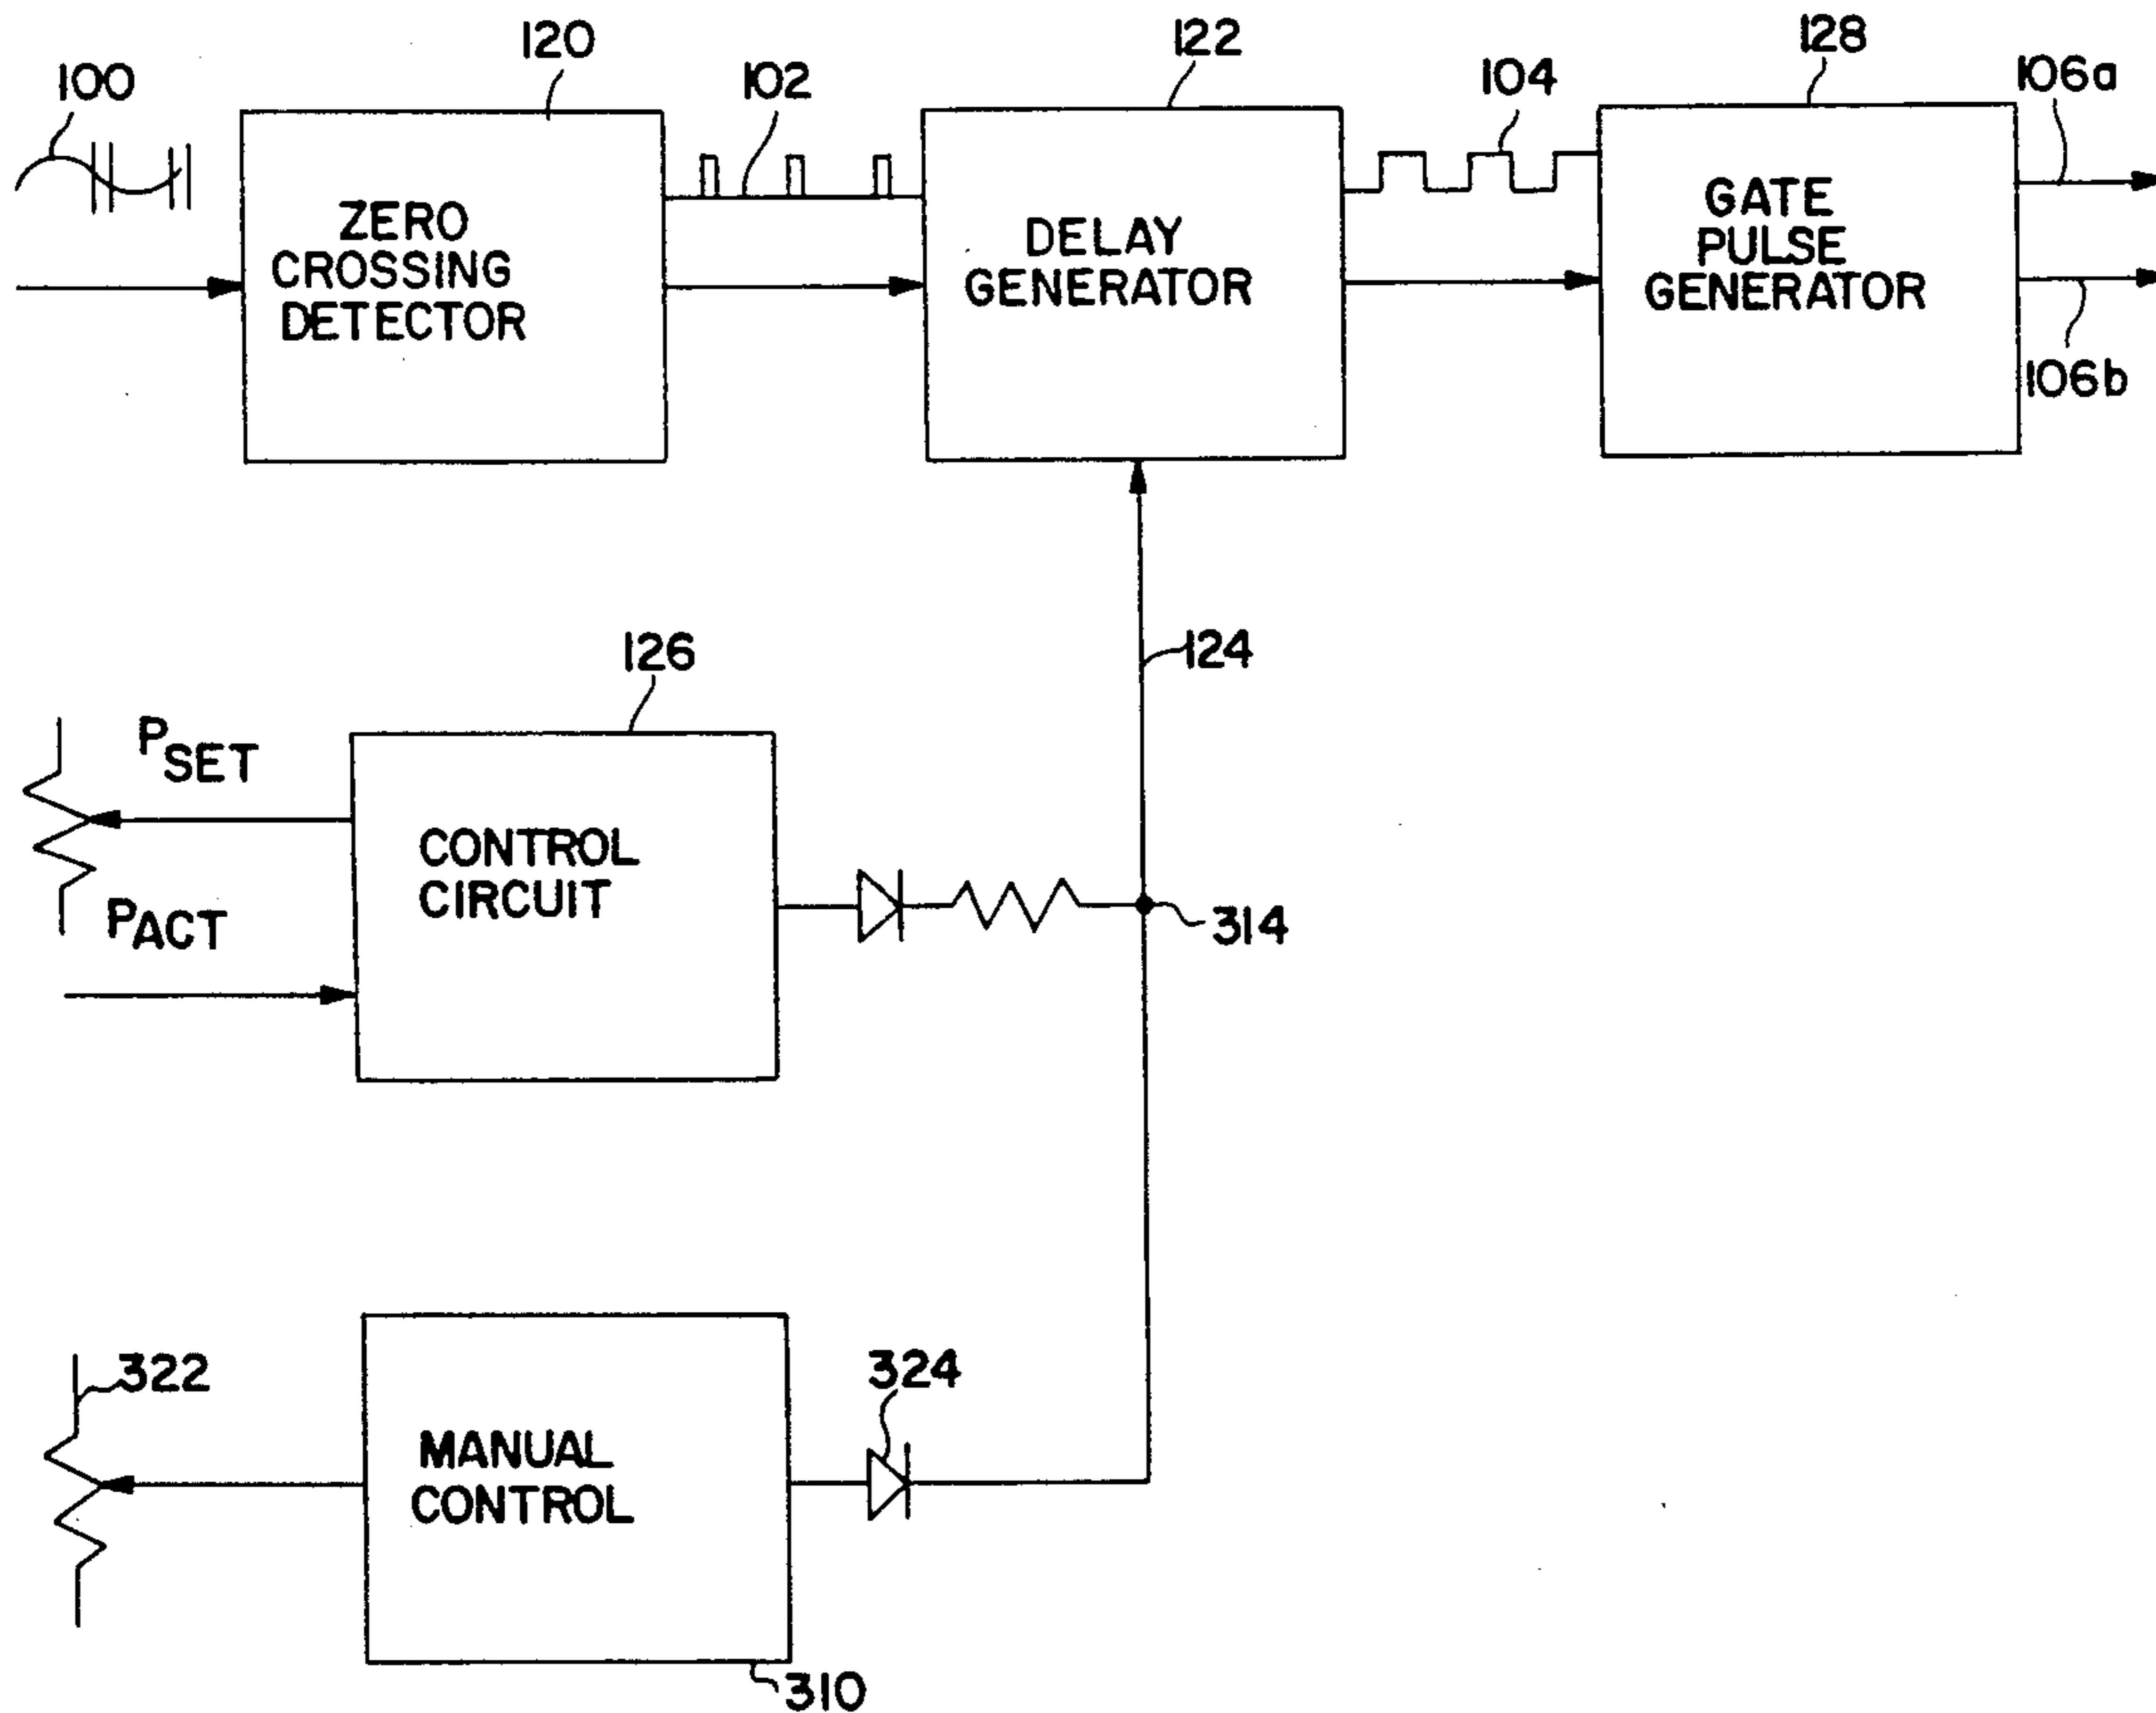 100
120
102
122
104
128
106a
106b
ZERO
CROSSING
DETECTOR
DELAY
GENERATOR
GATE
PULSE
GENERATOR
126
124
PSET
PACT
CONTROL
CIRCUIT
314
322
324
MANUAL
CONTROL
310